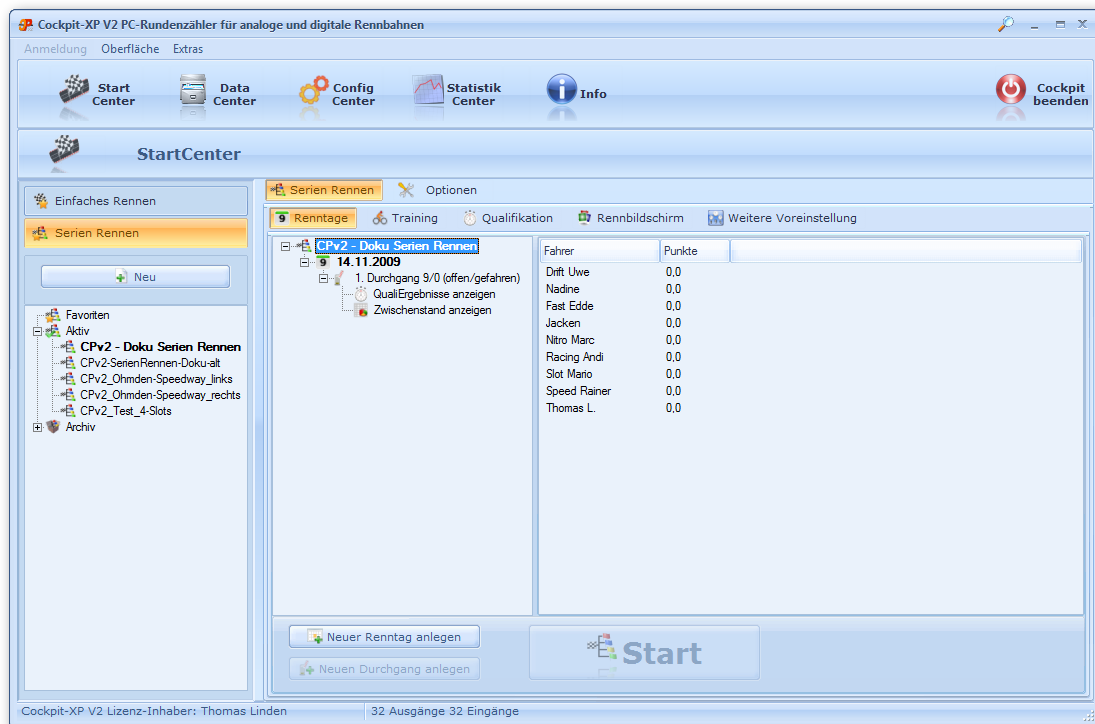 Cockpit-XP V2 PC-Rundenzähler für analoge und digitale Rennbahnen
Anmeldung Oberfläche Extras
Start Center
Data Center
Config Center
Statistik Center
Info
Cockpit beenden
StartCenter
Einfaches Rennen
Serien Rennen
Neu
Favoriten
Aktiv
CPv2 - Doku Serien Rennen
CPv2-SerienRennen-Doku-alt
CPv2_Ohmden-Speedway_links
CPv2_Ohmden-Speedway_rechts
CPv2_Test_4-Slots
Archiv
Serien Rennen Optionen
9 Renntage Training Qualifikation Rennbildschirm Weitere Voreinstellung
CPv2 - Doku Serien Rennen
9 14.11.2009
1. Durchgang 9/0 (offen/gefahren)
QualiErgebnisse anzeigen
Zwischenstand anzeigen
Fahrer Punkte
Drift Uwe 0,0
Nadine 0,0
Fast Edde 0,0
Jacken 0,0
Nitro Marc 0,0
Racing Andi 0,0
Slot Mario 0,0
Speed Rainer 0,0
Thomas L. 0,0
Neuer Renntag anlegen
Neuen Durchgang anlegen
Start
Cockpit-XP V2 Lizenz-Inhaber: Thomas Linden 32 Ausgänge 32 Eingänge